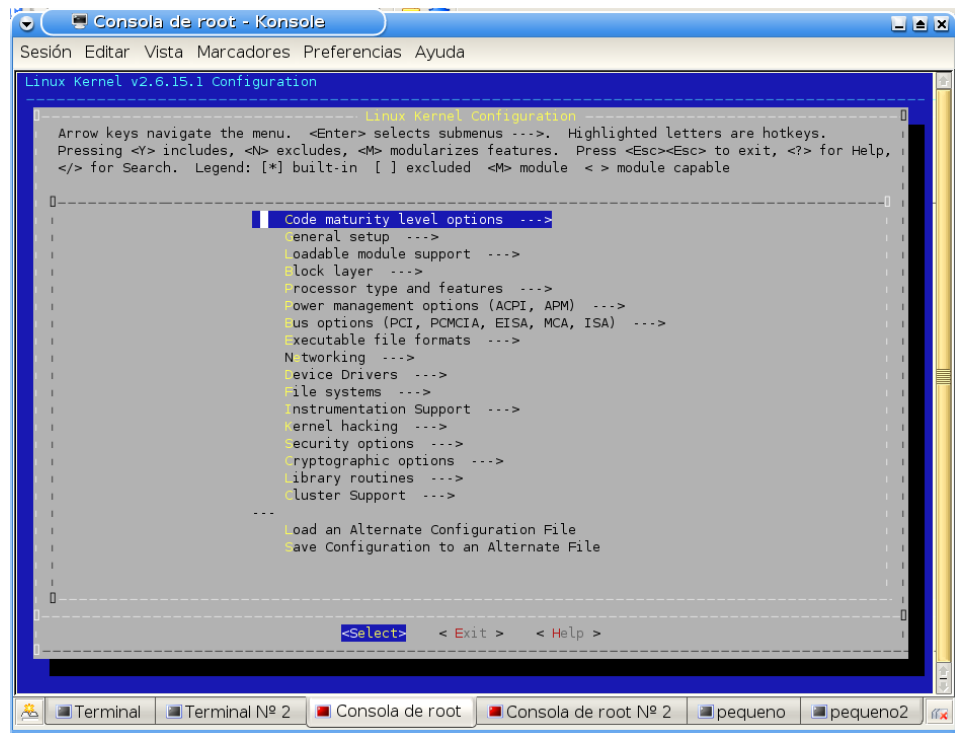 Consola de root - Konsole
Sesión Editar Vista Marcadores Preferencias Ayuda
Linux Kernel v2.6.15.1 Configuration
Linux Kernel Configuration
Arrow keys navigate the menu. <Enter> selects submenus --->. Highlighted letters are hotkeys.
Pressing <Y> includes, <N> excludes, <M> modularizes features. Press <Esc><Esc> to exit, <?> for Help,
</> for Search. Legend: [*] built-in [ ] excluded <M> module < > module capable
Code maturity level options --->
General setup --->
Loadable module support --->
Block layer --->
Processor type and features --->
Power management options (ACPI, APM) --->
Bus options (PCI, PCMCIA, EISA, MCA, ISA) --->
Executable file formats --->
Networking --->
Device Drivers --->
File systems --->
Instrumentation Support --->
Kernel hacking --->
Security options --->
Cryptographic options --->
Library routines --->
Cluster Support --->
---
Load an Alternate Configuration File
Save Configuration to an Alternate File
<Select> < Exit > < Help >
Terminal Terminal Nº 2 Consola de root Consola de root Nº 2 pequeno pequeno2